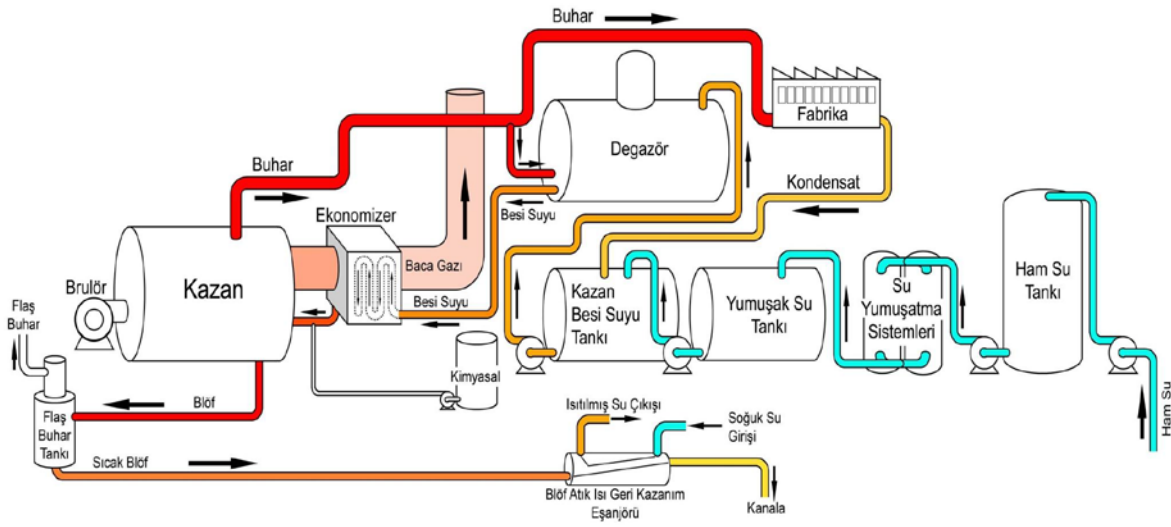 Buhar
Fabrika
Degazör
Buhar
Kondensat
Besi Suyu
Ekonomizer
Ham Su
Tankı
Baca Gazı
Kazan
Brulör
Kazan
Besi Suyu
Tankı
Yumuşak Su
Tankı
Su
Yumuşatma
Sistemleri
Flaş
Buhar
Besi Suyu
Kimyasal
Blöf
Flaş
Buhar
Tankı
Isıtılmış Su Çıkışı
Soğuk Su
Girişi
Ham Su
Sıcak Blöf
Blöf Atık Isı Geri Kazanım
Eşanjörü
Kanala